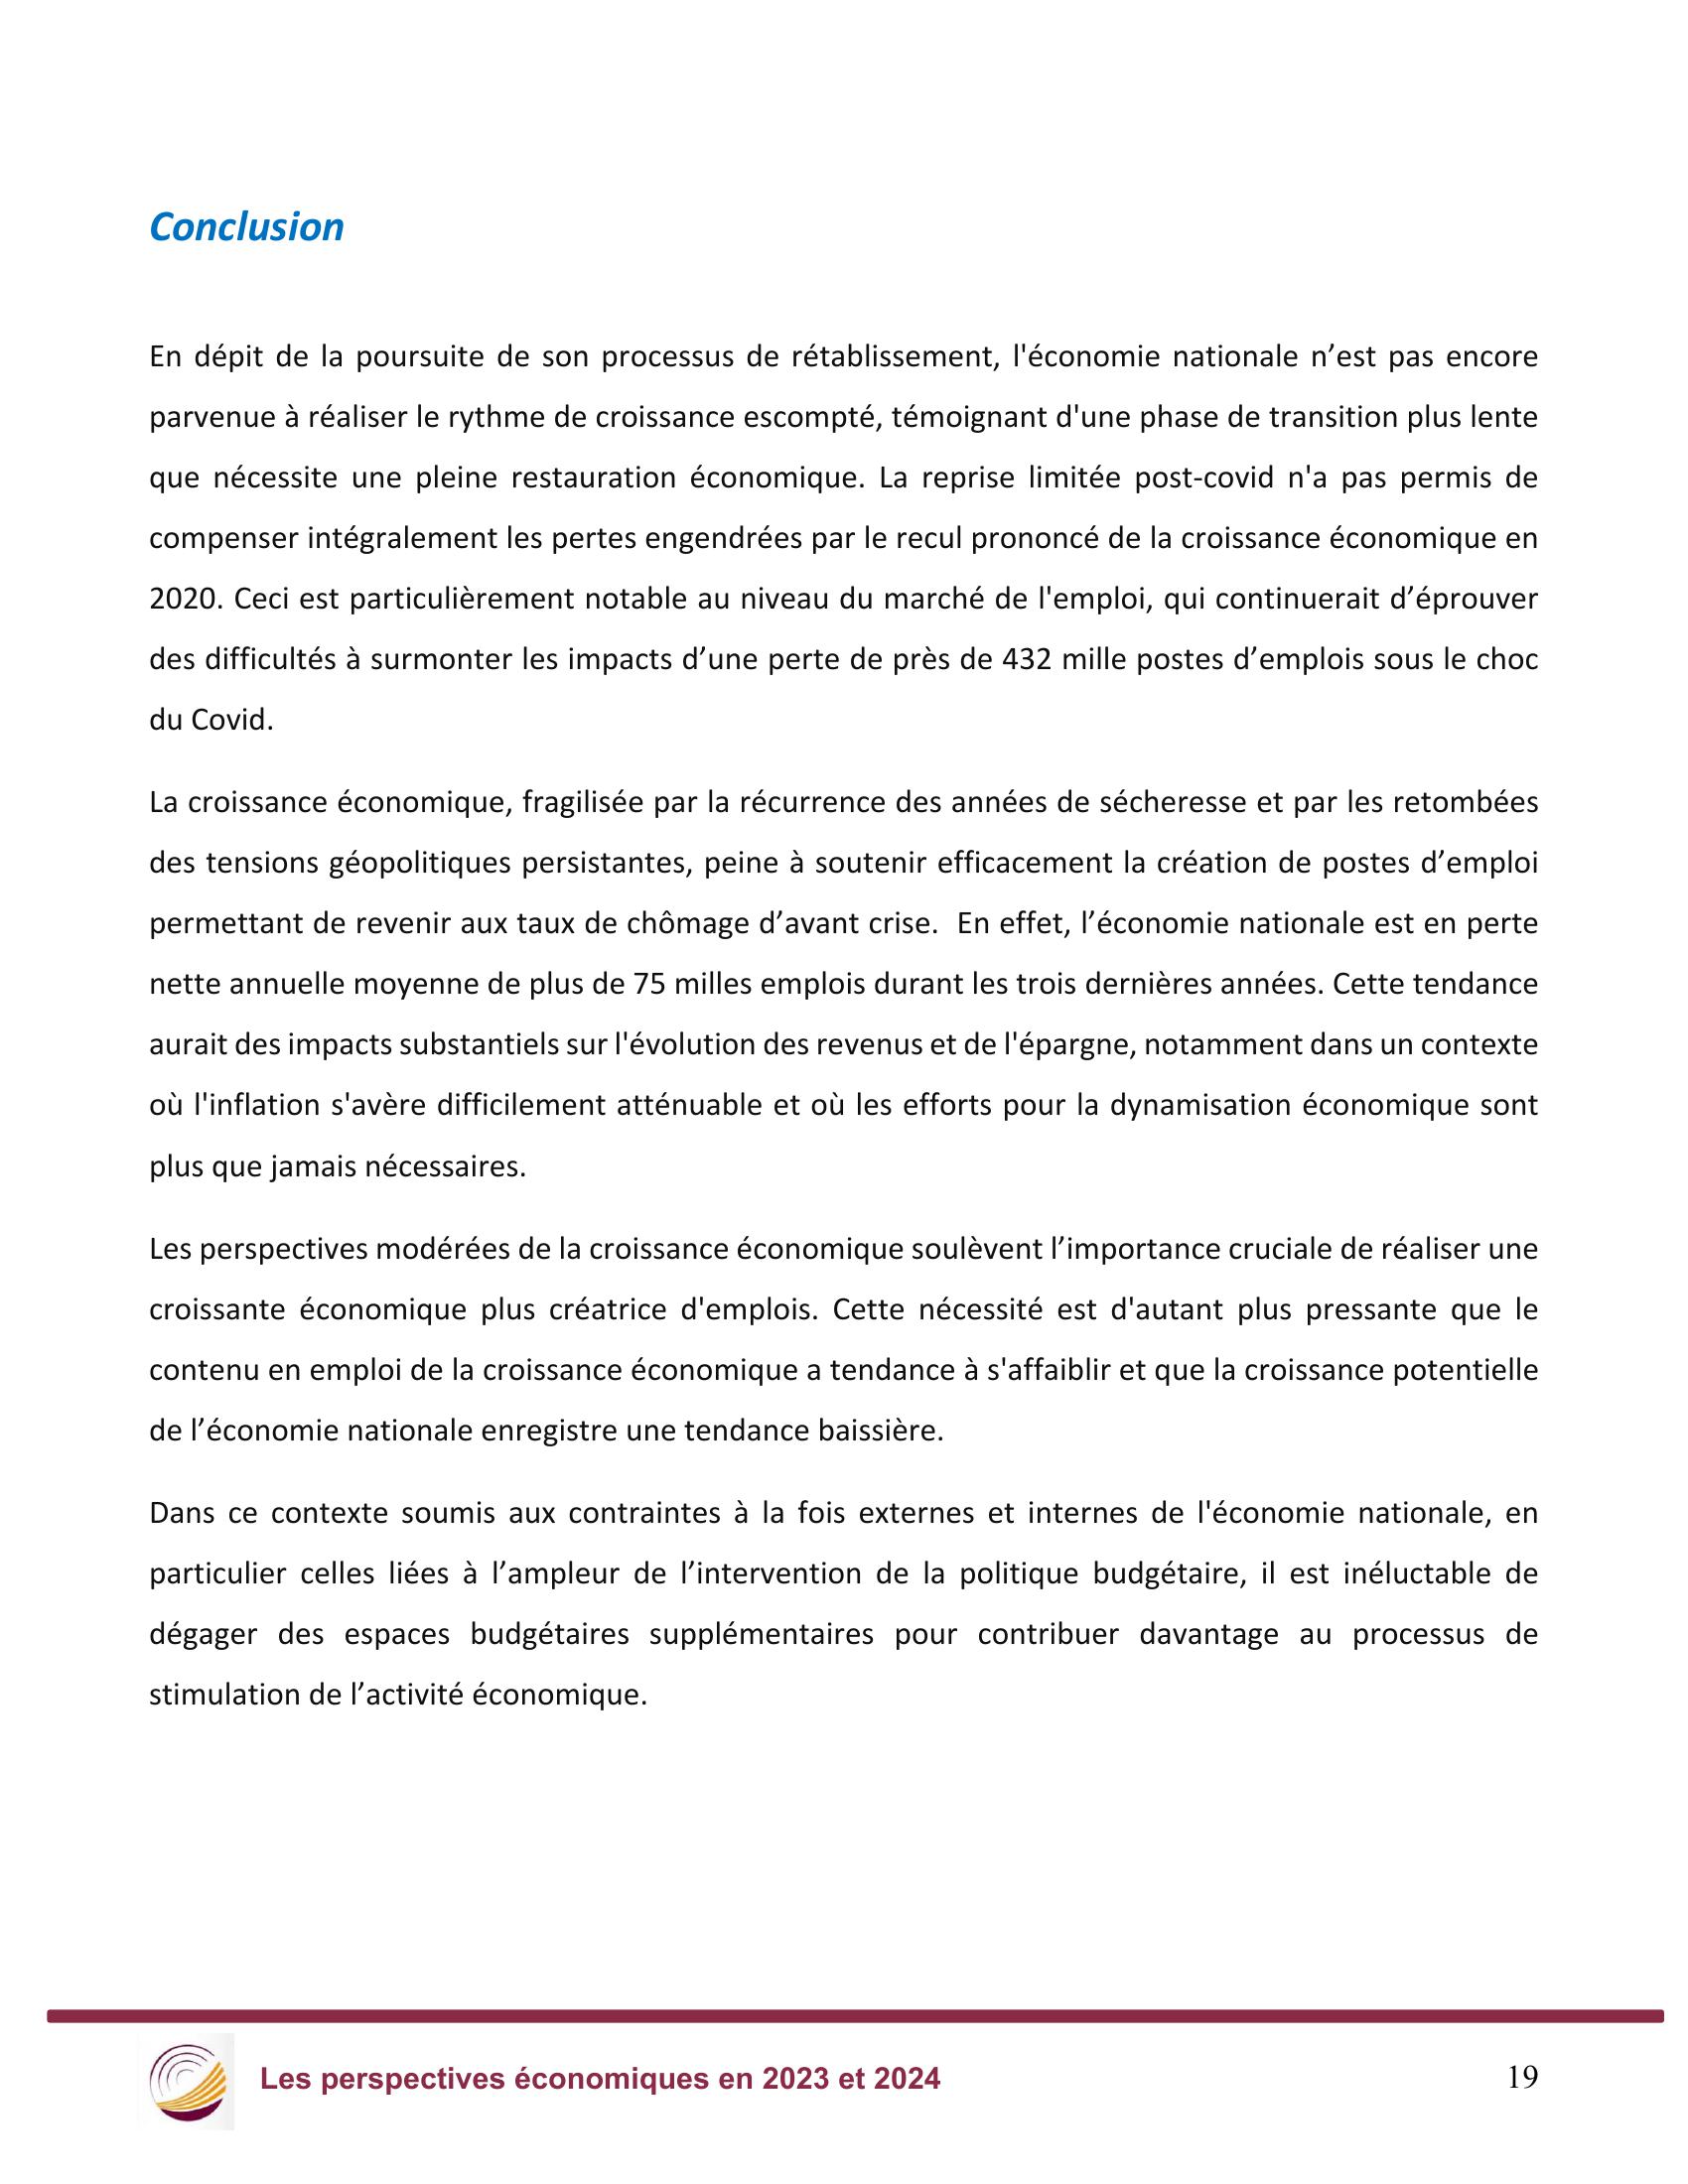 Conclusion
En dépit de la poursuite de son processus de rétablissement, l'économie nationale n’est pas encore
parvenue à réaliser le rythme de croissance escompté, témoignant d'une phase de transition plus lente
que nécessite une pleine restauration économique. La reprise limitée post-covid n'a pas permis de
compenser intégralement les pertes engendrées par le recul prononcé de la croissance économique en
2020. Ceci est particulièrement notable au niveau du marché de l'emploi, qui continuerait d’éprouver
des difficultés à surmonter les impacts d’une perte de près de 432 mille postes d’emplois sous le choc
du Covid.
La croissance économique, fragilisée par la récurrence des années de sécheresse et par les retombées
des tensions géopolitiques persistantes, peine à soutenir efficacement la création de postes d’emploi
permettant de revenir aux taux de chômage d’avant crise.  En effet, l’économie nationale est en perte
nette annuelle moyenne de plus de 75 milles emplois durant les trois dernières années. Cette tendance
aurait des impacts substantiels sur l'évolution des revenus et de l'épargne, notamment dans un contexte
où l'inflation s'avère difficilement atténuable et où les efforts pour la dynamisation économique sont
plus que jamais nécessaires.
Les perspectives modérées de la croissance économique soulèvent l’importance cruciale de réaliser une
croissante économique plus créatrice d'emplois. Cette nécessité est d'autant plus pressante que le
contenu en emploi de la croissance économique a tendance à s'affaiblir et que la croissance potentielle
de l’économie nationale enregistre une tendance baissière.
Dans ce contexte soumis aux contraintes à la fois externes et internes de l'économie nationale, en
particulier celles liées à l’ampleur de l’intervention de la politique budgétaire, il est inéluctable de
dégager des espaces budgétaires supplémentaires pour contribuer davantage au processus de
stimulation de l’activité économique.
Les perspectives économiques en 2023 et 2024
19